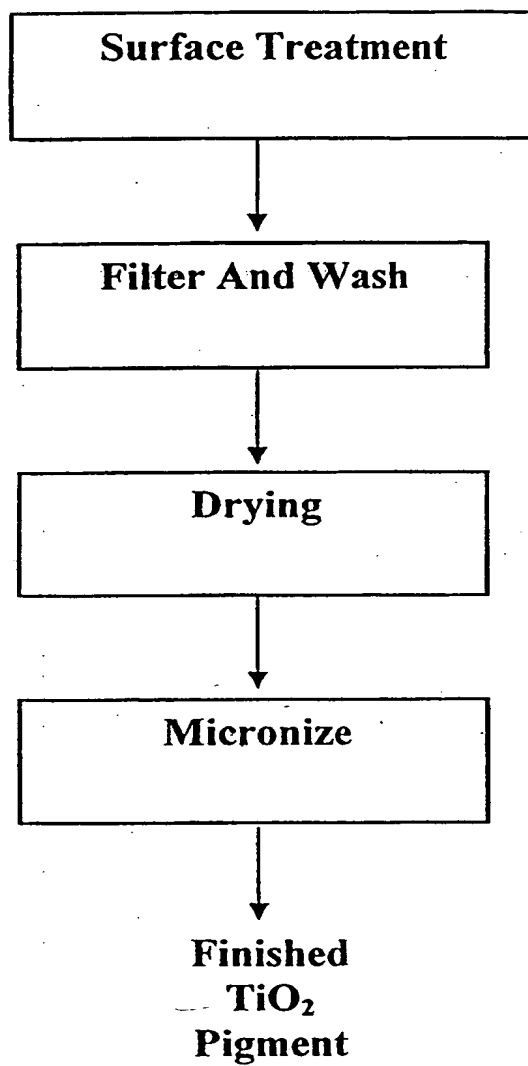 Surface Treatment
Filter And Wash
Drying
Micronize
Finished
TiO₂
Pigment